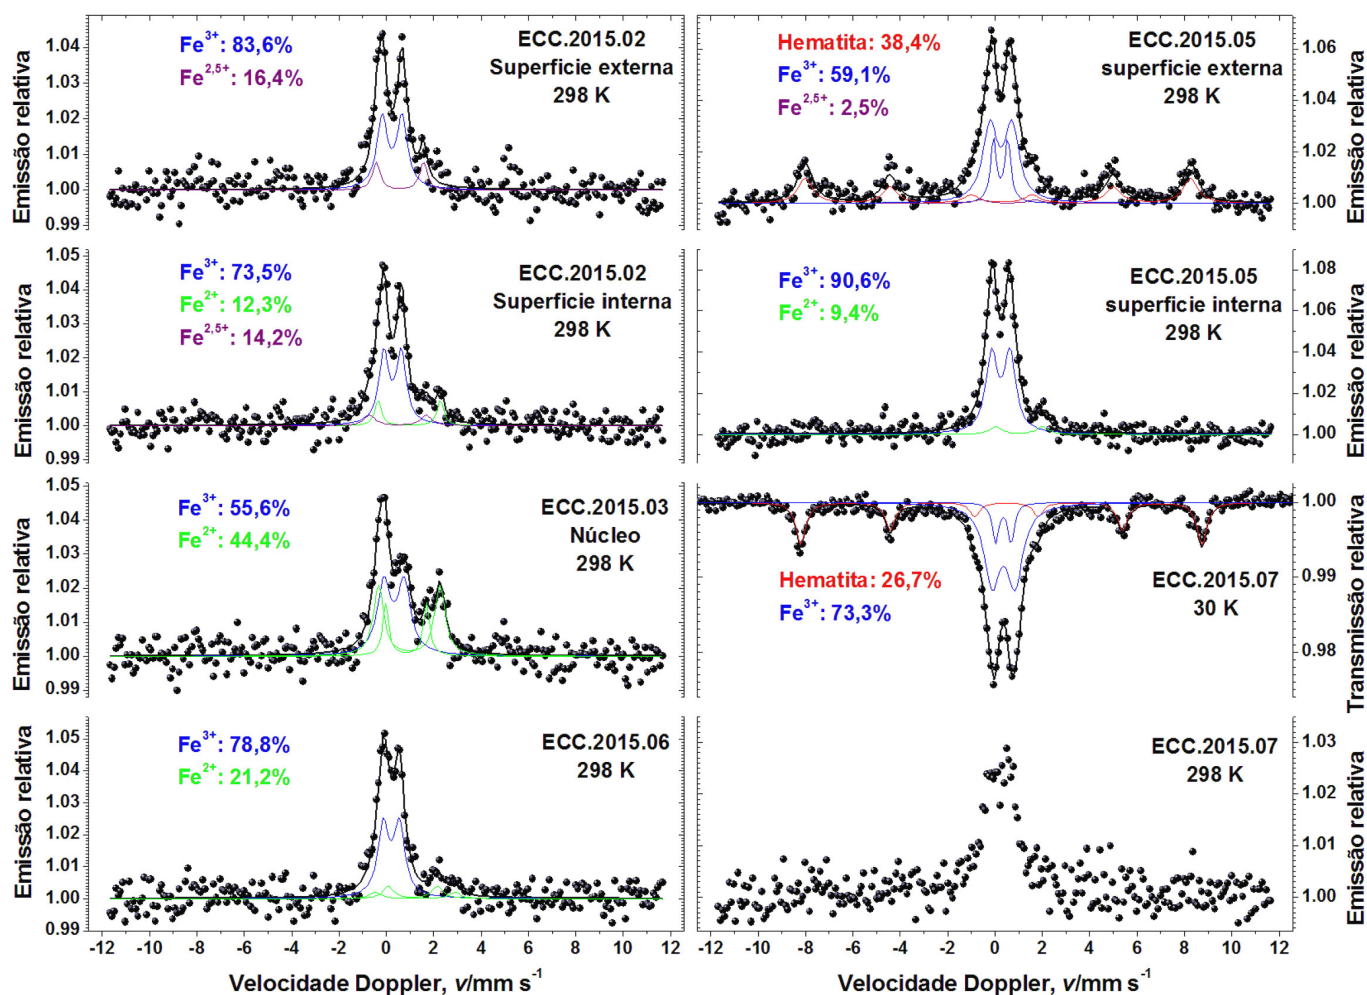 Emissão relativa
1.04
1.03
1.02
1.01
1.00
0.99
Fe3+: 83,6%
Fe2,5+: 16,4%
ECC.2015.02
Superficie externa
298 K
Hematita: 38,4%
Fe3+: 59,1%
Fe2,5+: 2,5%
ECC.2015.05
superficie externa
298 K
1.06
1.04
1.02
1.00
Emissão relativa
Emissão relativa
1.05
1.04
1.03
1.02
1.01
1.00
0.99
Fe3+: 73,5%
Fe2+: 12,3%
Fe2,5+: 14,2%
ECC.2015.02
Superficie interna
298 K
Fe3+: 90,6%
Fe2+: 9,4%
ECC.2015.05
superficie interna
298 K
1.08
1.06
1.04
1.02
1.00
Emissão relativa
Emissão relativa
1.05
1.04
1.03
1.02
1.01
1.00
0.99
Fe3+: 55,6%
Fe2+: 44,4%
ECC.2015.03
Núcleo
298 K
Hematita: 26,7%
Fe3+: 73,3%
ECC.2015.07
30 K
1.00
0.99
0.98
Transmissão relativa
Emissão relativa
1.05
1.04
1.03
1.02
1.01
1.00
0.99
Fe3+: 78,8%
Fe2+: 21,2%
ECC.2015.06
298 K
ECC.2015.07
298 K
1.03
1.02
1.01
1.00
Emissão relativa
-12 -10 -8 -6 -4 -2 0 2 4 6 8 10 12
-12 -10 -8 -6 -4 -2 0 2 4 6 8 10 12
Velocidade Doppler, v/mm s-1
Velocidade Doppler, v/mm s-1